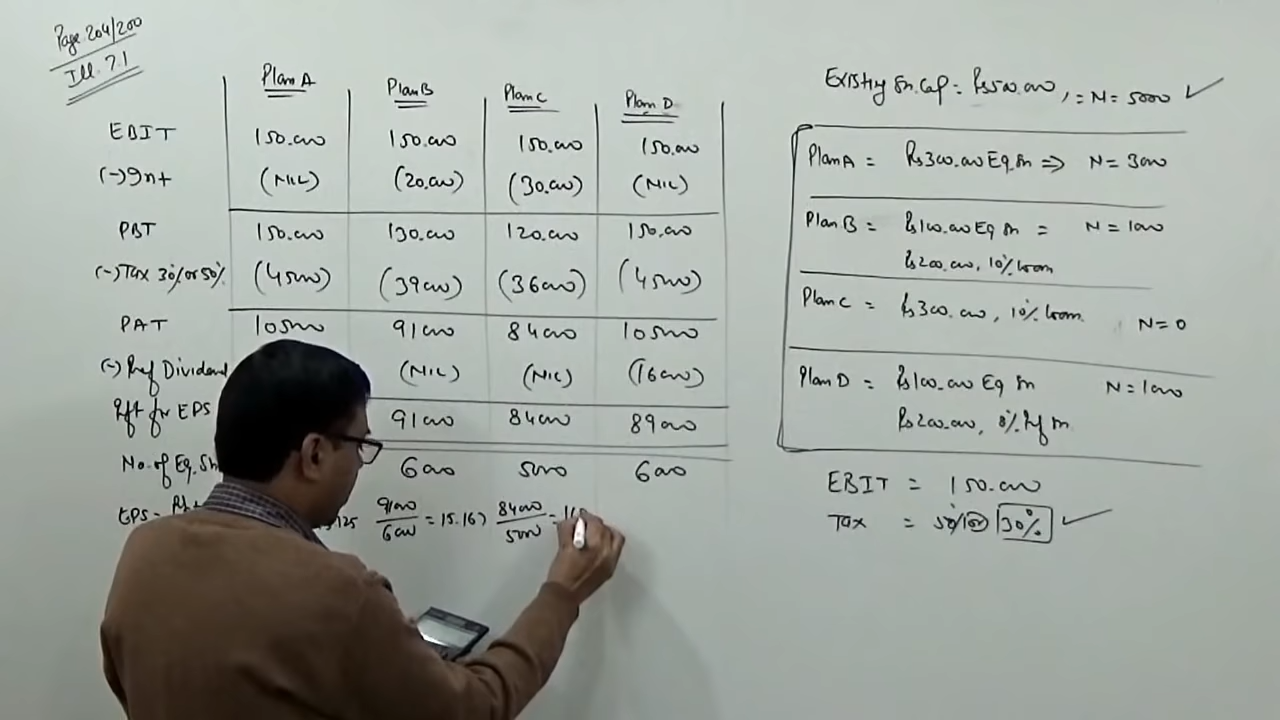 Page 204/200
Ill. 7.1
Plan A Plan B Plan C Plan D
EBIT 150.000 150.000 150.000 150.000
(-) Int (NIL) (20.000) (30.000) (NIL)
PBT 150.000 130.000 120.000 150.000
(-) Tax 30% or 50% (45000) (39000) (36000) (45000)
PAT 105000 91000 84000 105000
(-) Pref Dividend (NIL) (NIL) (16000)
Pft for EPS 91000 84000 89000
No. of Eq. Sh 6000 5000 6000
EPS = 125 91000/6000 = 15.167 84000/5000 = 16
Existing Sh. Cap = Rs 500.000, = N = 5000 ✓
Plan A = Rs 300.000 Eq. Sh ⇒ N = 3000
Plan B = Rs 100.000 Eq Sh = N = 1000
Rs 200.000, 10% Loan
Plan C = Rs 300.000, 10% Loan N = 0
Plan D = Rs 100.000 Eq Sh N = 1000
Rs 200.000, 8% Pref Sh
EBIT = 150.000
Tax = 30% ✓